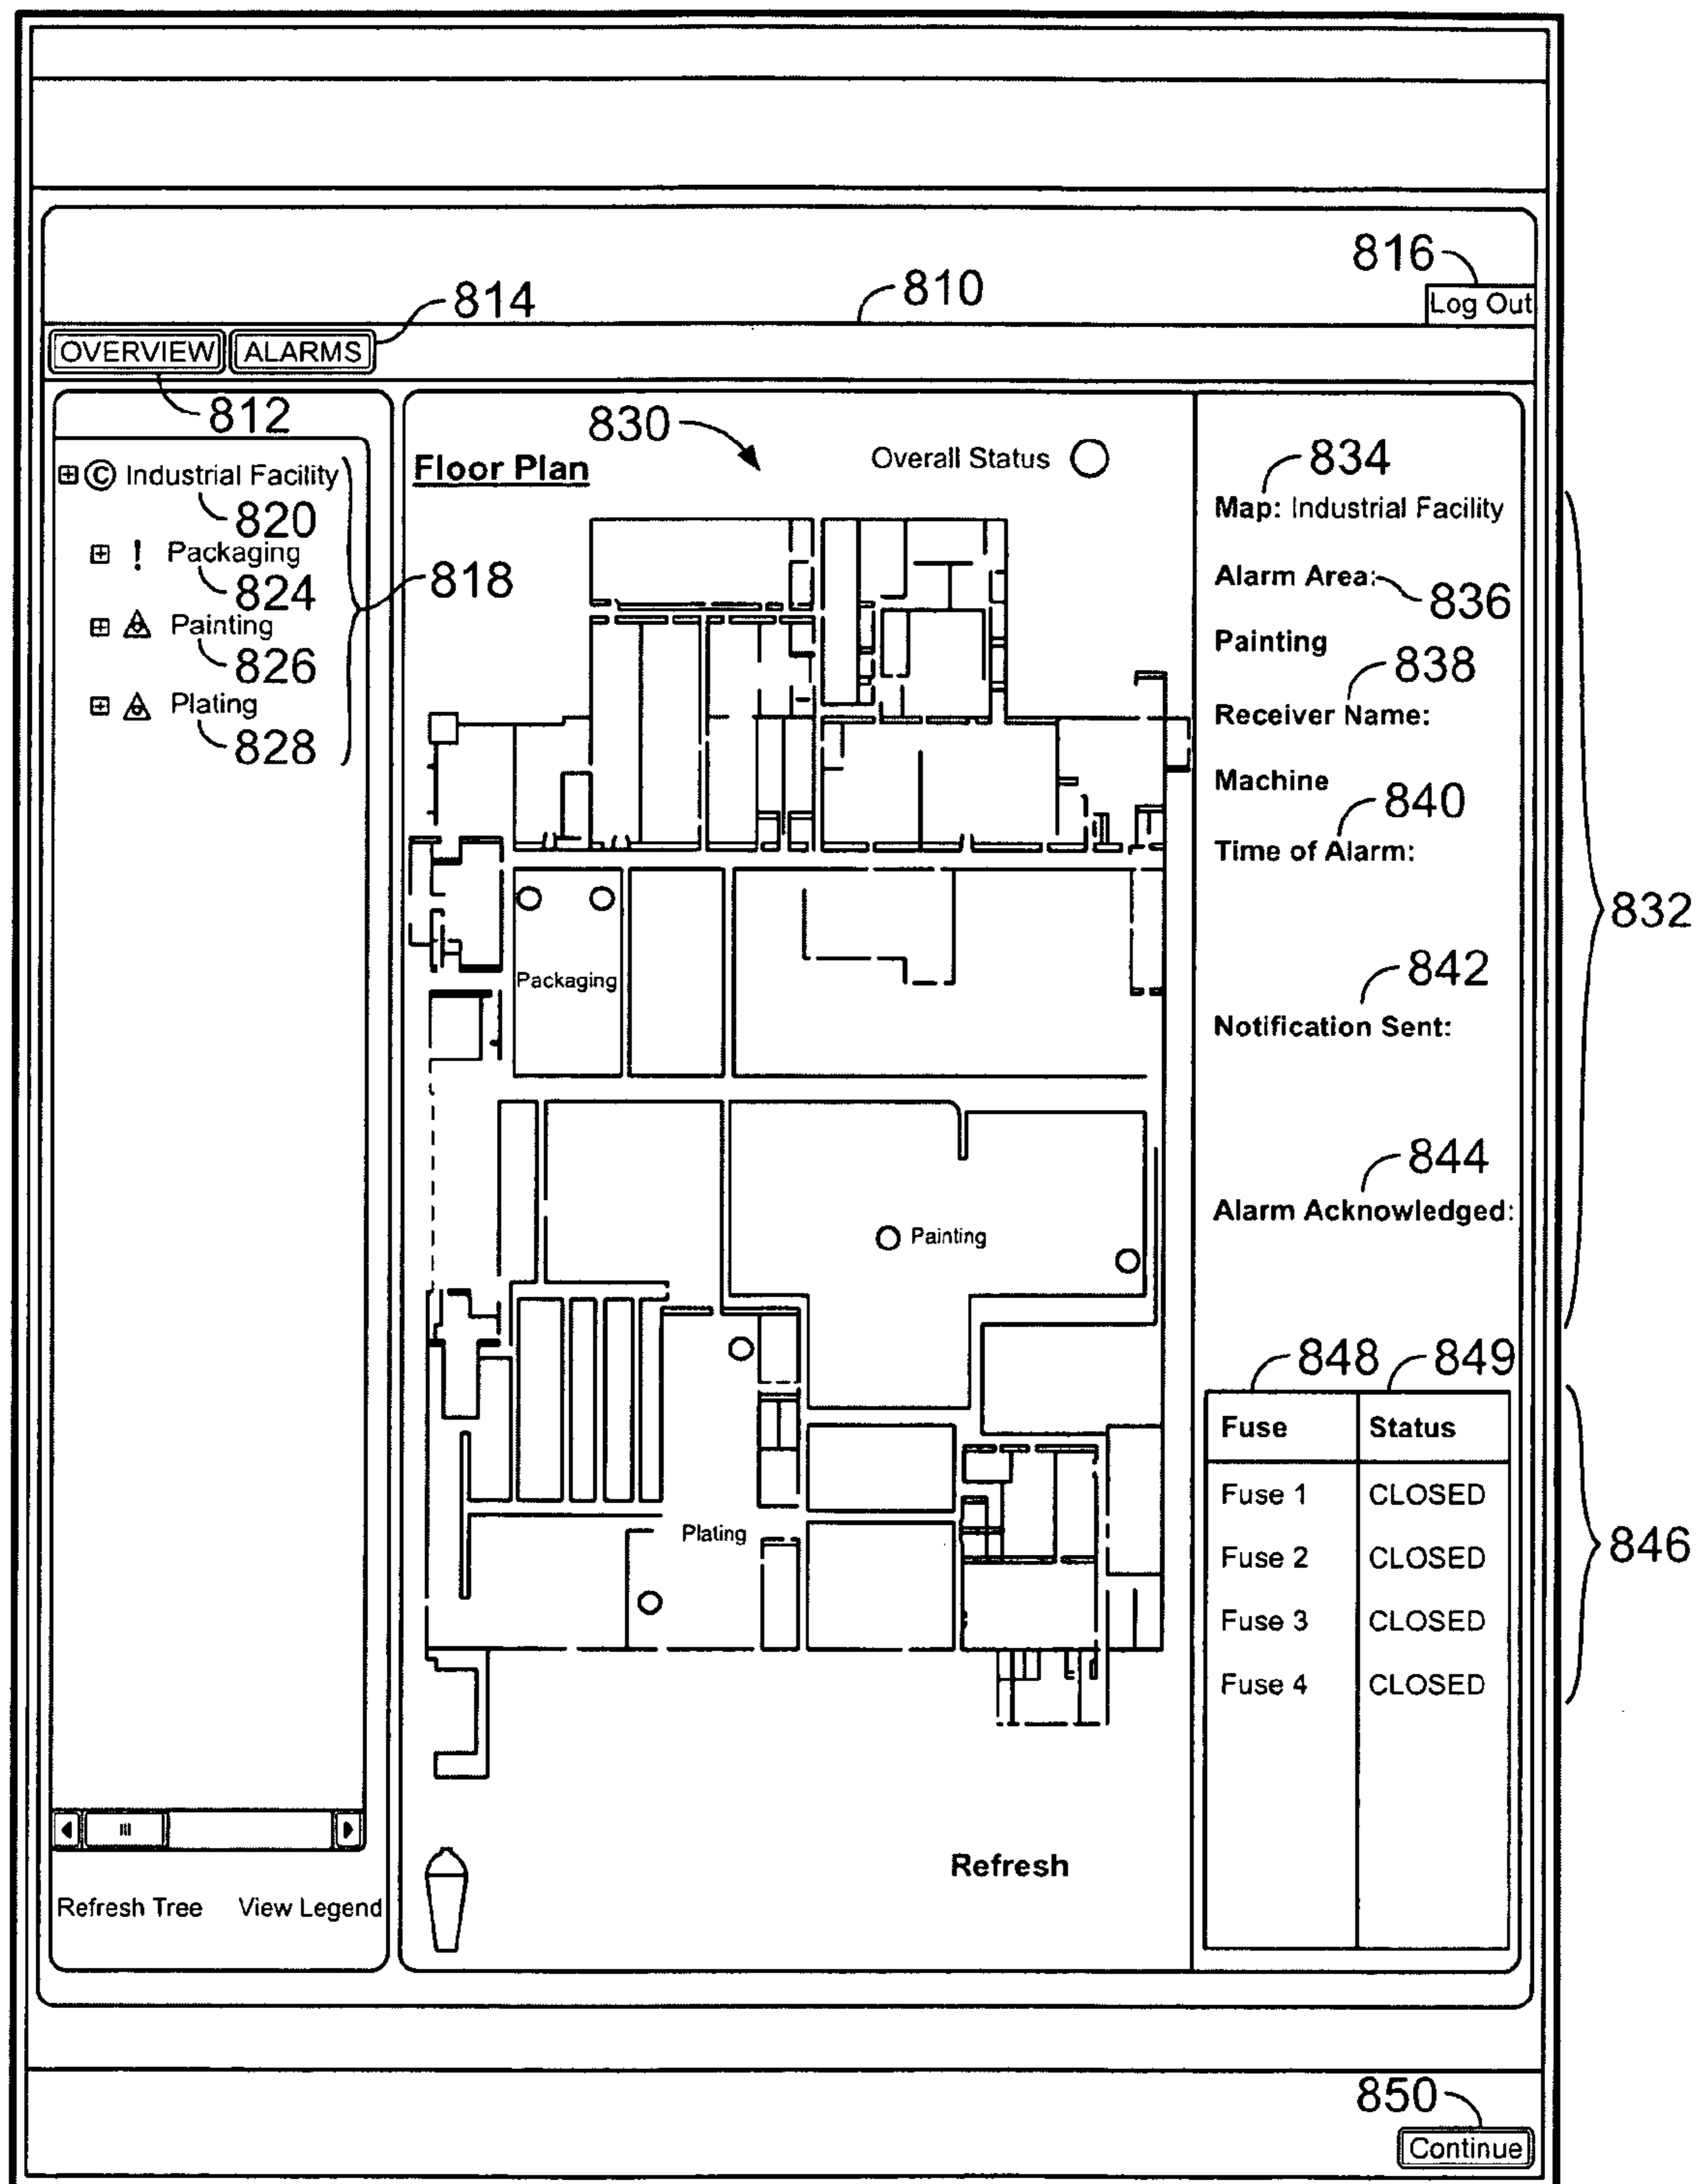 816
Log Out
814
810
OVERVIEW
ALARMS
812
© Industrial Facility
820
! Packaging
824
818
Painting
826
Plating
828
Refresh Tree
View Legend
830
Floor Plan
Overall Status
Packaging
Painting
Plating
Refresh
834
Map: Industrial Facility
Alarm Area:
836
Painting
838
Receiver Name:
Machine
840
Time of Alarm:
832
842
Notification Sent:
844
Alarm Acknowledged:
848
849
Fuse Status
Fuse 1 CLOSED
Fuse 2 CLOSED
Fuse 3 CLOSED
Fuse 4 CLOSED
846
850
Continue